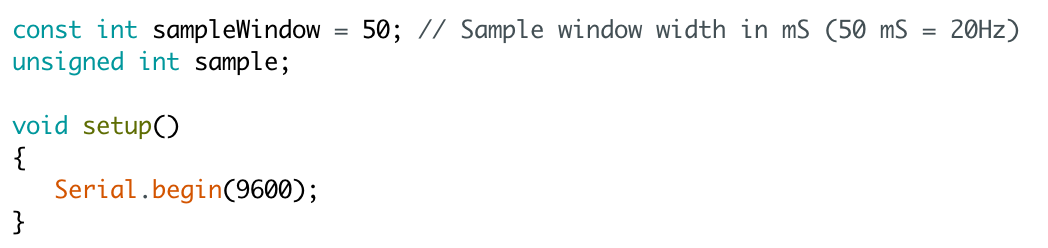 const int sampleWindow = 50; // Sample window width in mS (50 mS = 20Hz)
unsigned int sample;

void setup()
{
   Serial.begin(9600);
}